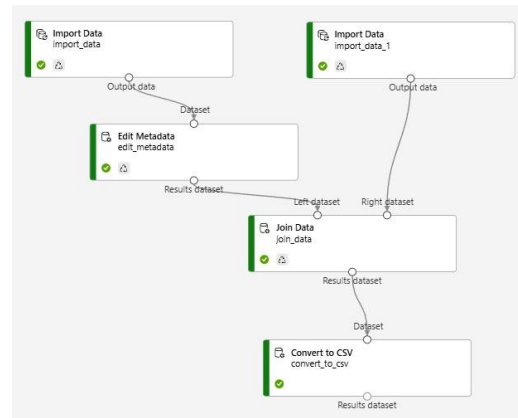 Import Data
import_data
Output data
Import Data
import_data_1
Output data
Dataset
Edit Metadata
edit_metadata
Results dataset
Left dataset
Right dataset
Join Data
join_data
Results dataset
Dataset
Convert to CSV
convert_to_csv
Results dataset